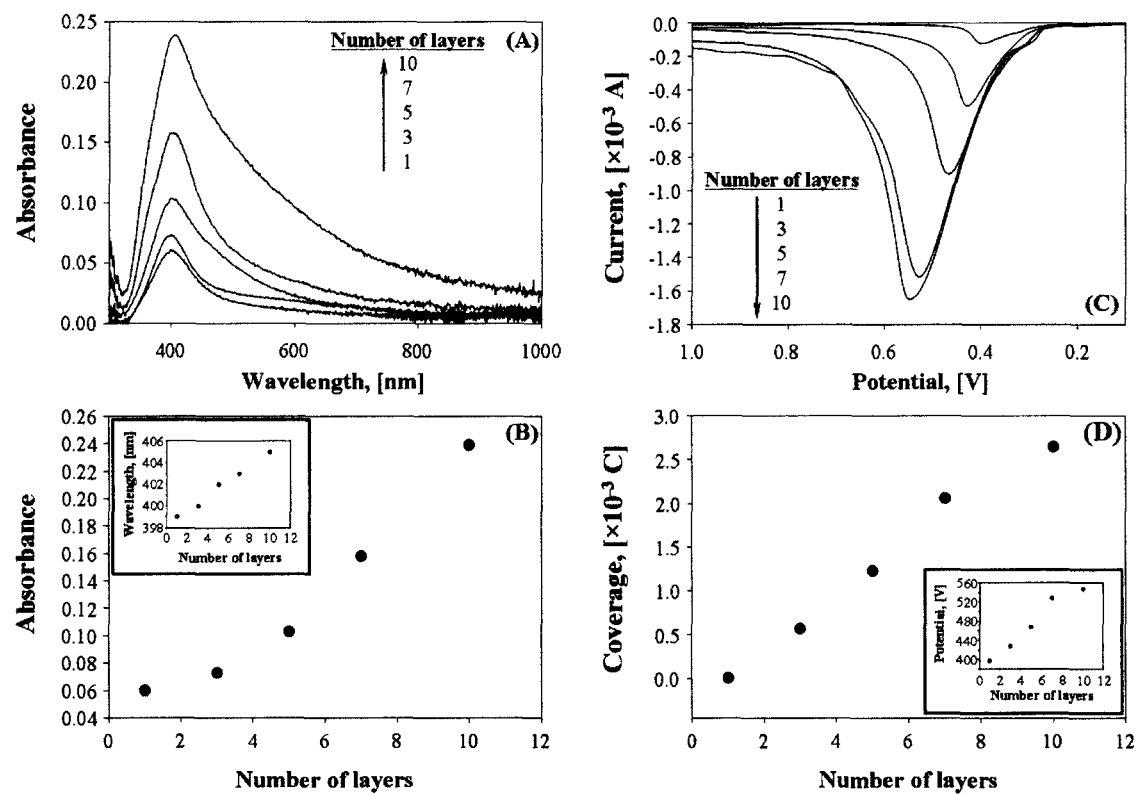 0.25
0.20
0.15
0.10
0.05
0.00
Absorbance
Number of layers
10
7
5
3
1
(A)
400 600 800 1000
Wavelength, [nm]
0.0
-0.2
-0.4
-0.6
-0.8
-1.0
-1.2
-1.4
-1.6
-1.8
Current, [×10⁻³ A]
Number of layers
1
3
5
7
10
(C)
1.0 0.8 0.6 0.4 0.2
Potential, [V]
0.26
0.24
0.22
0.20
0.18
0.16
0.14
0.12
0.10
0.08
0.06
0.04
Absorbance
(B)
406
404
402
400
398
Wavelength, [nm]
0 2 4 6 8 10 12
Number of layers
0 2 4 6 8 10 12
Number of layers
3.0
2.5
2.0
1.5
1.0
0.5
0.0
Coverage, [×10⁻³ C]
(D)
560
520
480
440
400
Potential, [V]
0 2 4 6 8 10 12
Number of layers
0 2 4 6 8 10 12
Number of layers